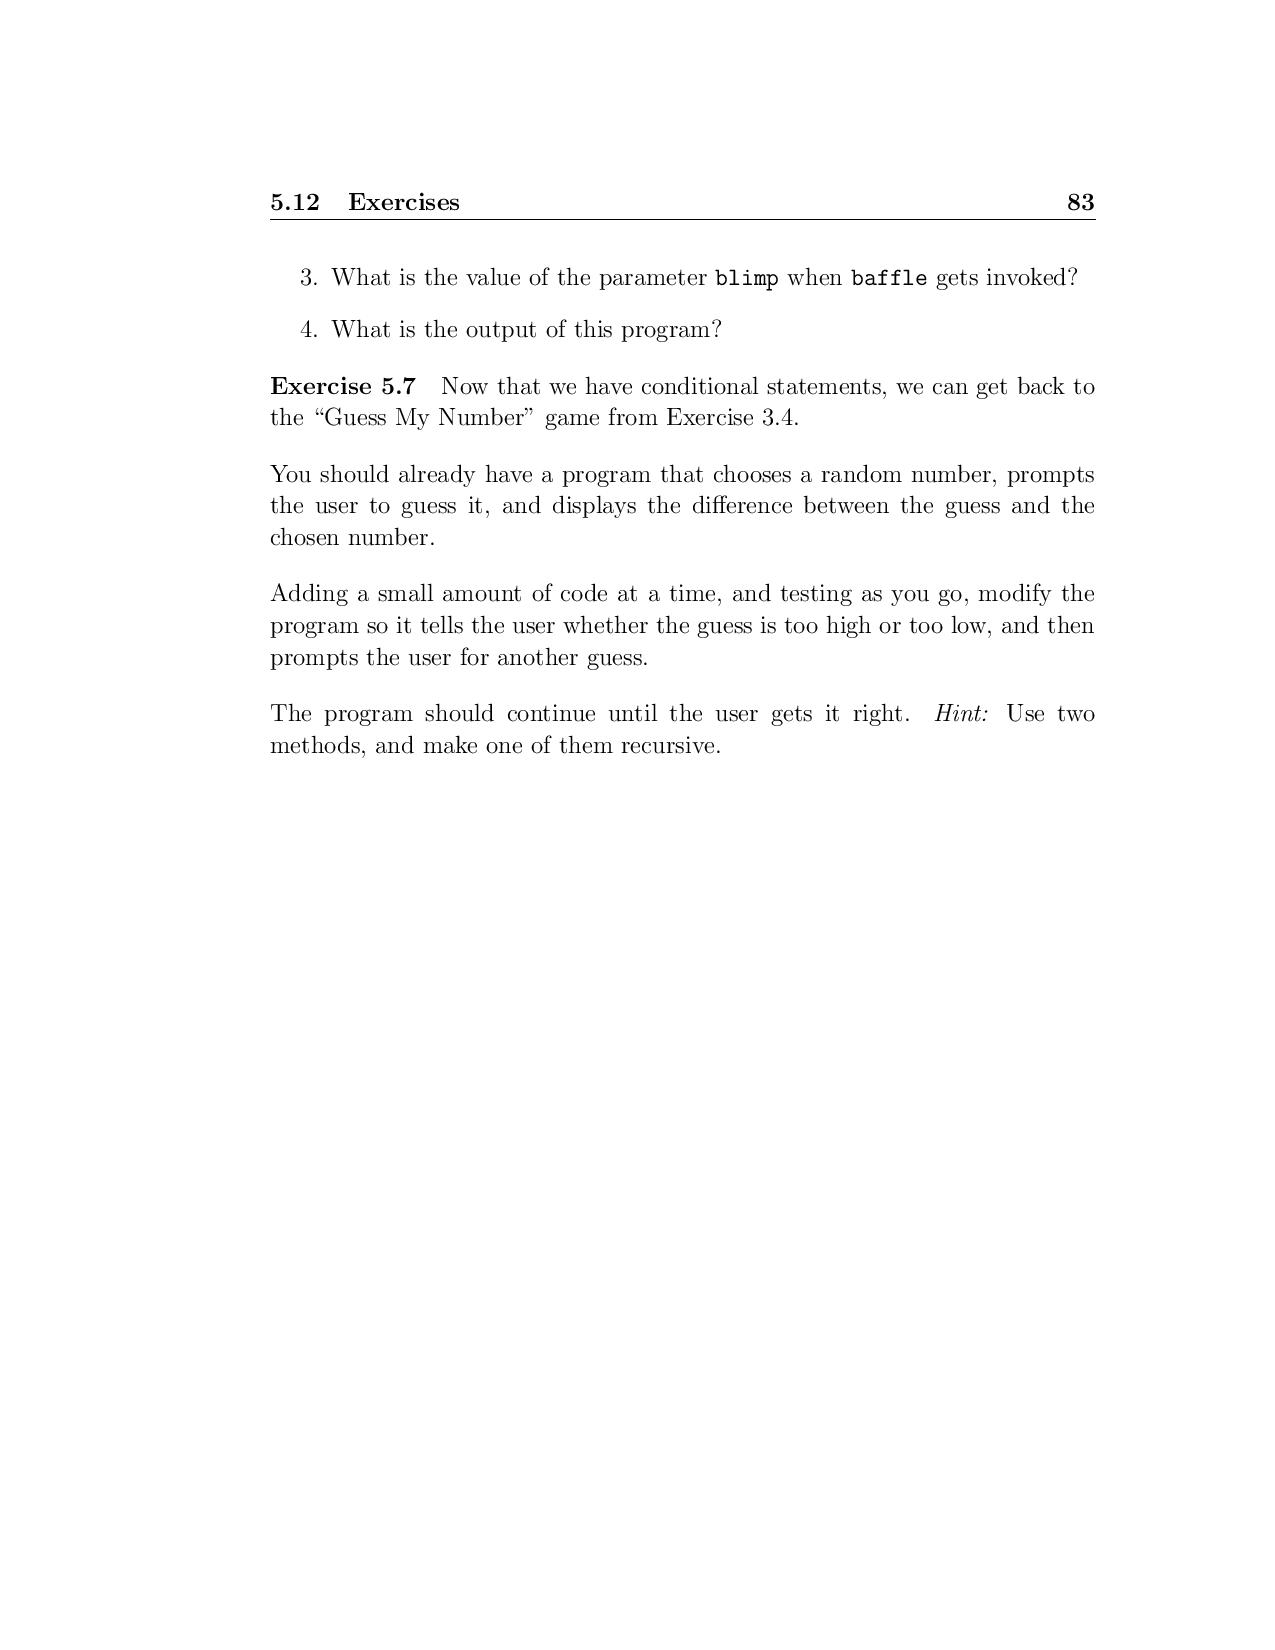 5.12 Exercises 83
3. What is the value of the parameter blimp when baffle gets invoked?
4. What is the output of this program?
Exercise 5.7 Now that we have conditional statements, we can get back to
the “Guess My Number” game from Exercise 3.4.
You should already have a program that chooses a random number, prompts
the user to guess it, and displays the difference between the guess and the
chosen number.
Adding a small amount of code at a time, and testing as you go, modify the
program so it tells the user whether the guess is too high or too low, and then
prompts the user for another guess.
The program should continue until the user gets it right. Hint: Use two
methods, and make one of them recursive.